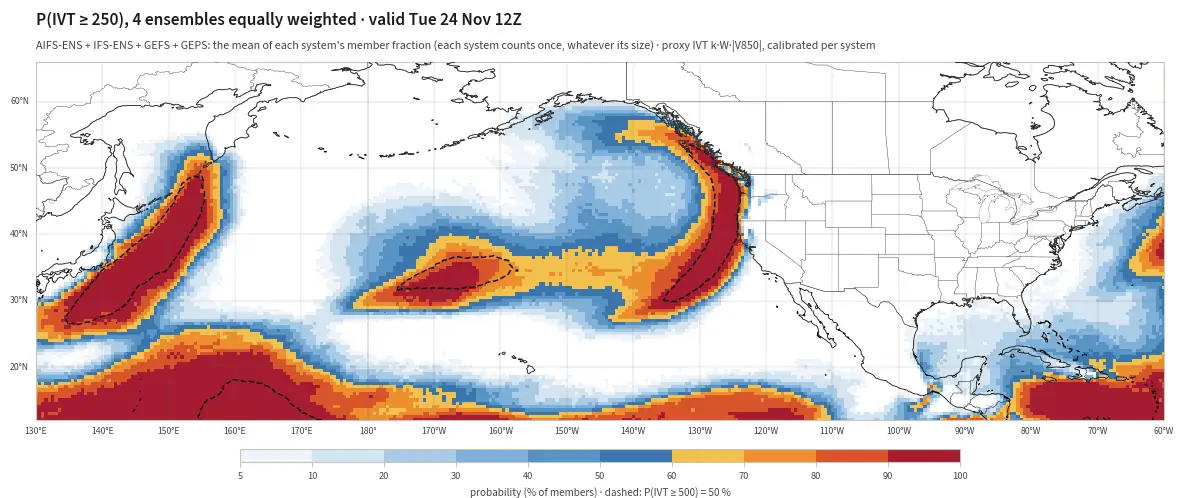 P(IVT ≥ 250), 4 ensembles equally weighted · valid Tue 24 Nov 12Z
AIFS-ENS + IFS-ENS + GEFS + GEPS: the mean of each system's member fraction (each system counts once, whatever its size) · proxy IVT k·W·|V850|, calibrated per system
60°N
50°N
40°N
30°N
20°N
130°E 140°E 150°E 160°E 170°E 180° 170°W 160°W 150°W 140°W 130°W 120°W 110°W 100°W 90°W 80°W 70°W 60°W
5 10 20 30 40 50 60 70 80 90 100
probability (% of members) · dashed: P(IVT ≥ 500) = 50 %